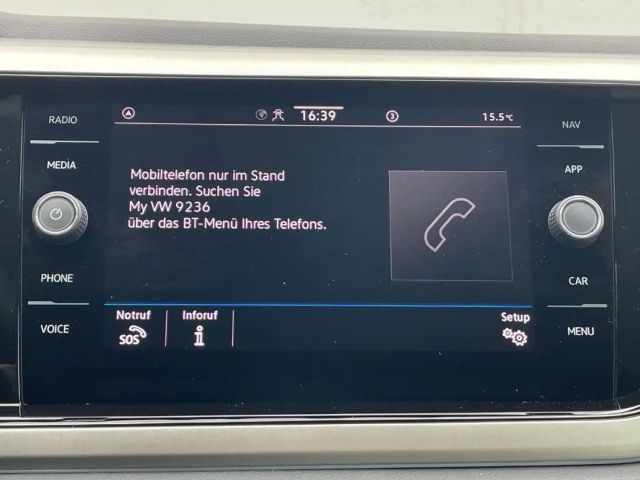 RADIO
MEDIA
PHONE
VOICE
16:39
3
15.5°C
Mobiltelefon nur im Stand
verbinden. Suchen Sie
My VW 9236
über das BT-Menü Ihres Telefons.
Notruf
SOS
Inforuf
Setup
NAV
APP
CAR
MENU